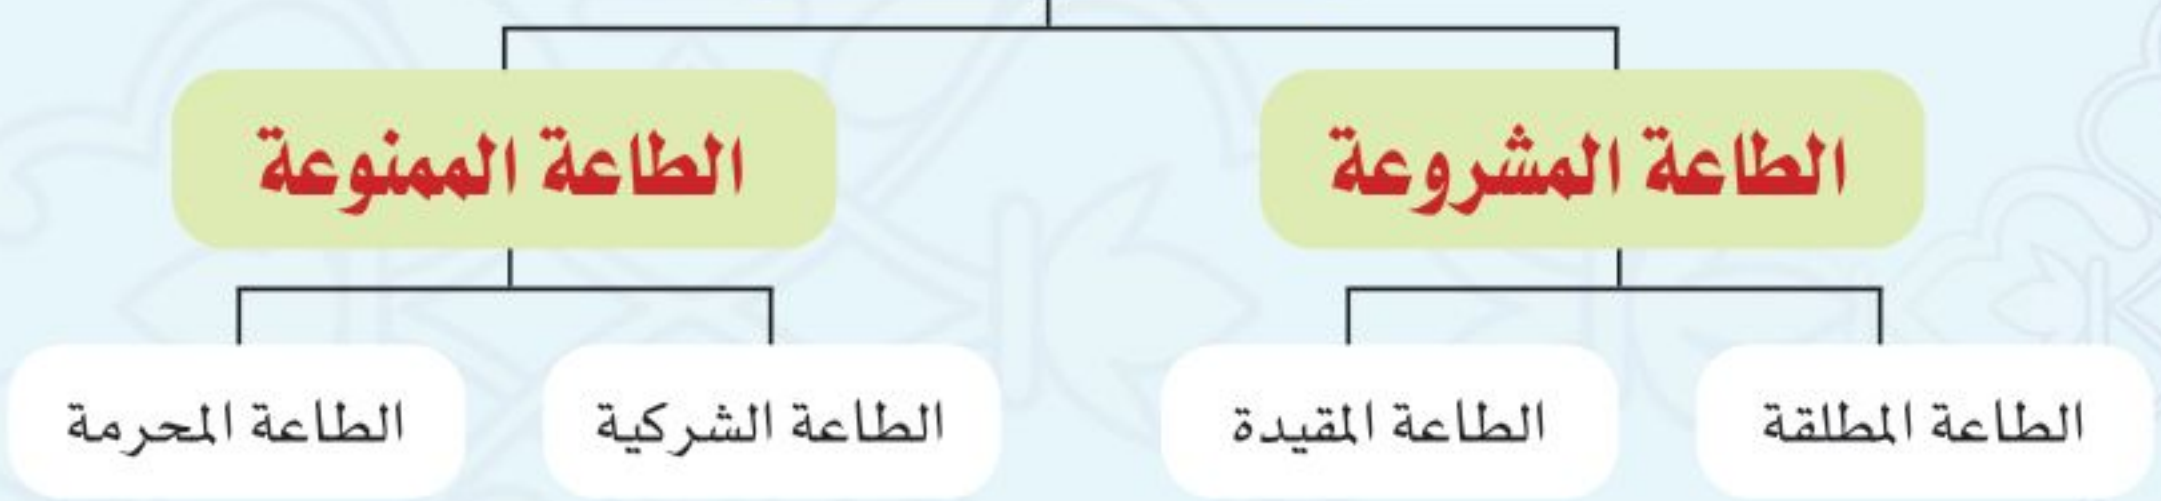 الطاعة المشروعة
الطاعة الممنوعة
الطاعة المطلقة
الطاعة المقيدة
الطاعة الشركية
الطاعة المحرمة